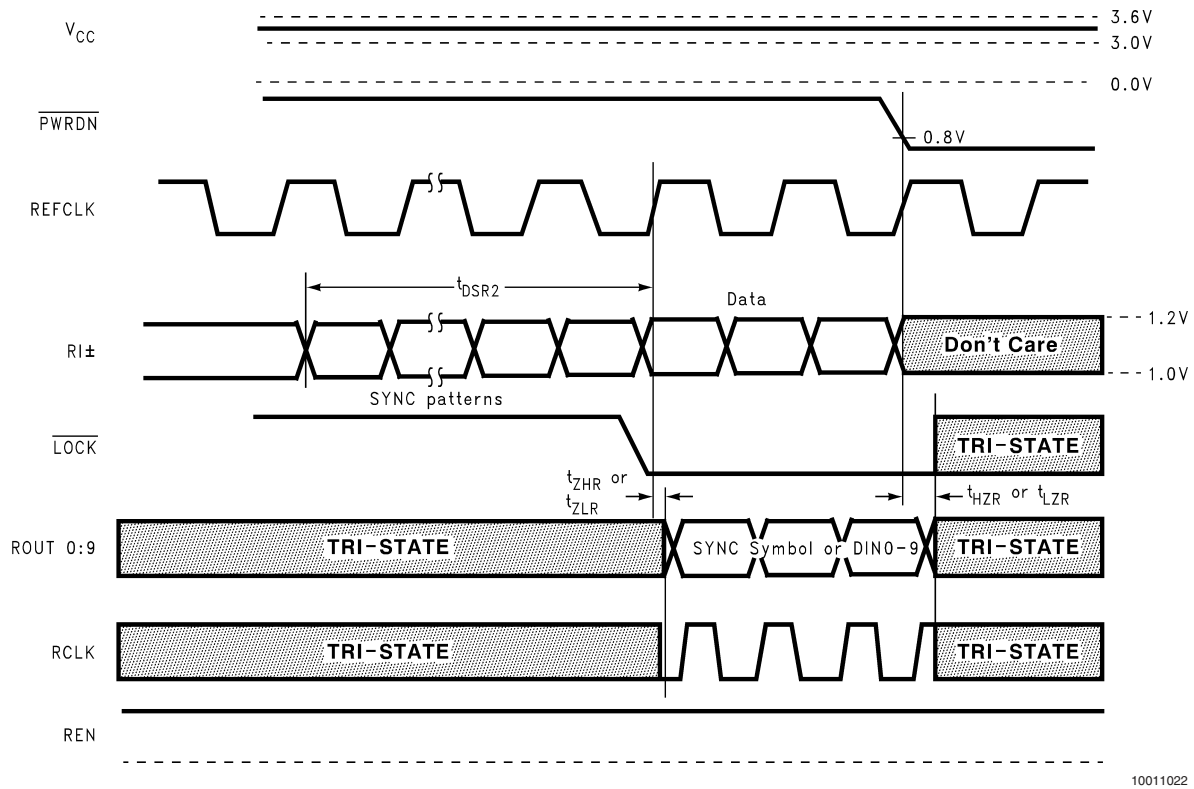 3.6V
V_CC
3.0V
0.0V
PWRDN
0.8V
REFCLK
t_DSR2
Data
1.2V
RI±
Don't Care
1.0V
SYNC patterns
LOCK
TRI-STATE
t_ZHR or
t_ZLR
t_HZR or t_LZR
ROUT 0:9
TRI-STATE
SYNC Symbol or DIN0-9
TRI-STATE
RCLK
TRI-STATE
TRI-STATE
REN
10011022